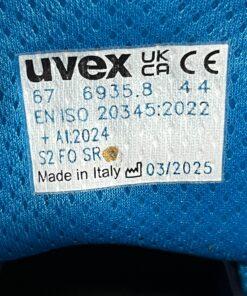 uvex UK CA CE
67 6935.8 44
EN ISO 20345:2022
+ A1:2024
S2 FO SR
Made in Italy 03/2025